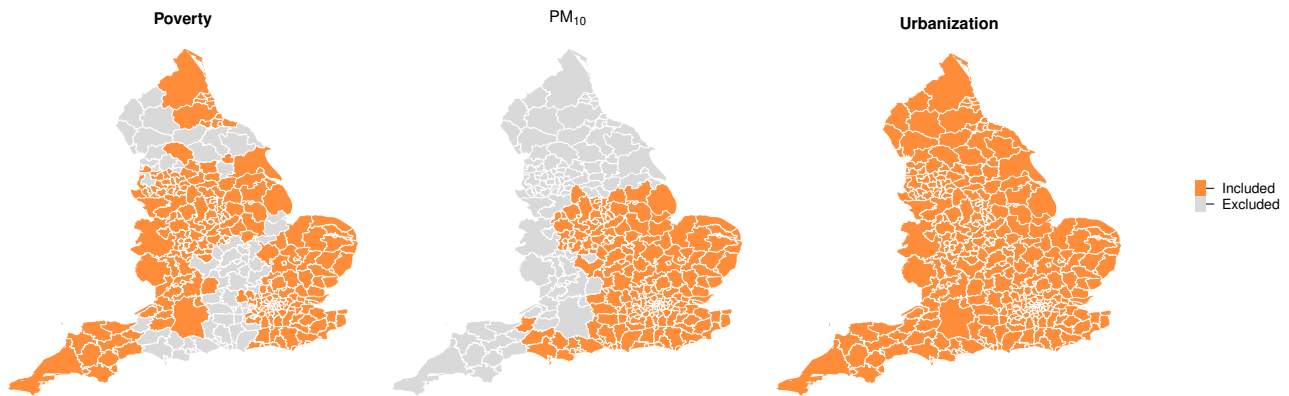 Poverty
PM₁₀
Urbanization
Included
Excluded